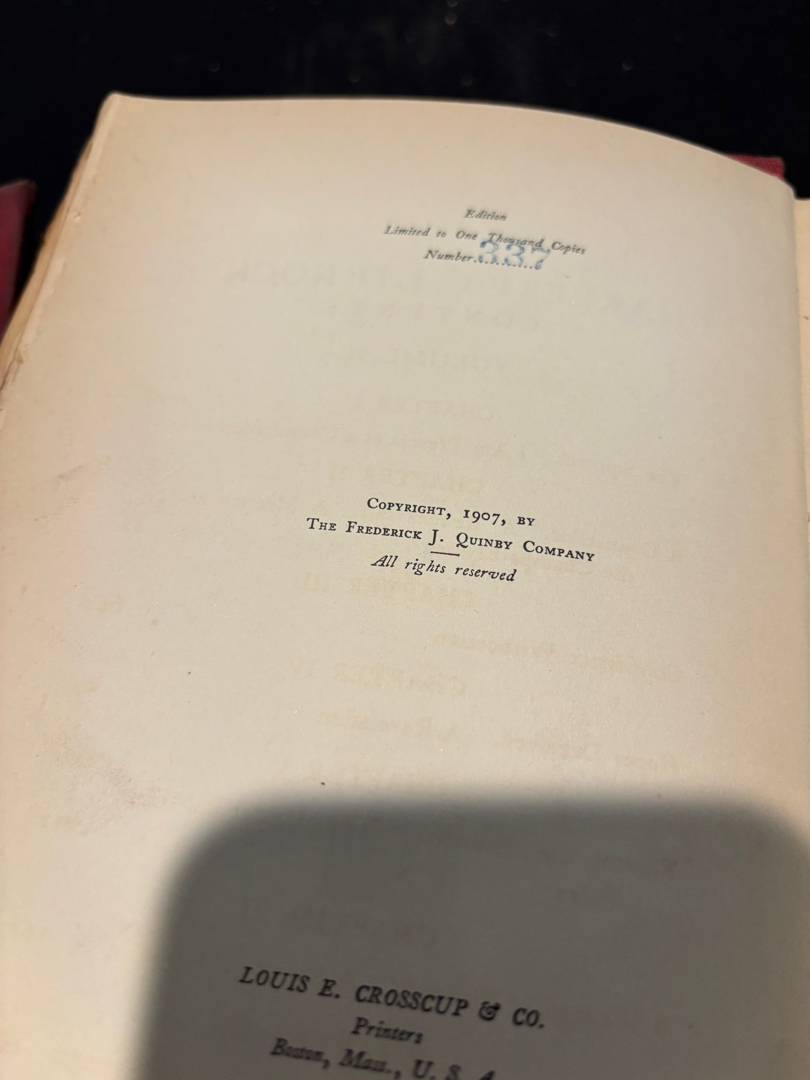 Edition
Limited to One Thousand Copies
Number 337
COPYRIGHT, 1907, BY
THE FREDERICK J. QUINBY COMPANY
All rights reserved
LOUIS E. CROSSCUP & CO.
Printers
Boston, Mass., U. S. A.